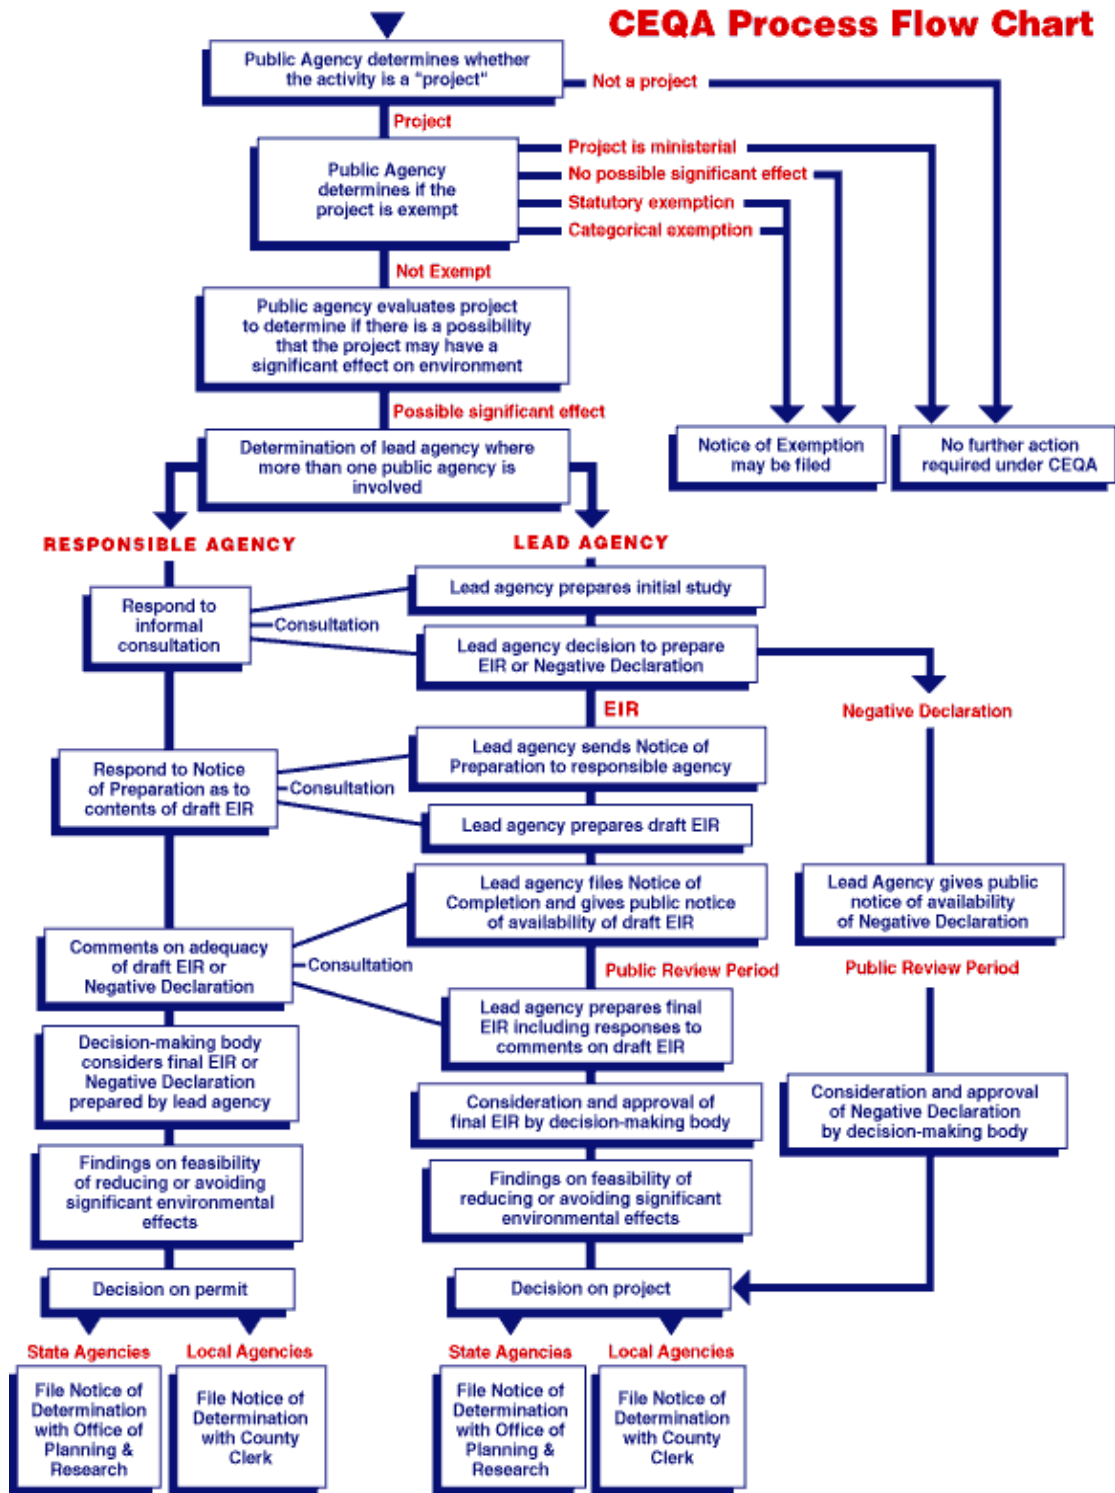 CEQA Process Flow Chart
Public Agency determines whether
the activity is a "project"
Not a project
Project
Public Agency
determines if the
project is exempt
Project is ministerial
No possible significant effect
Statutory exemption
Categorical exemption
Not Exempt
Public agency evaluates project
to determine if there is a possibility
that the project may have a
significant effect on environment
Possible significant effect
Determination of lead agency where
more than one public agency is
involved
Notice of Exemption
may be filed
No further action
required under CEQA
RESPONSIBLE AGENCY
LEAD AGENCY
Respond to
informal
consultation
Consultation
Lead agency prepares initial study
Lead agency decision to prepare
EIR or Negative Declaration
EIR
Negative Declaration
Respond to Notice
of Preparation as to
contents of draft EIR
Consultation
Lead agency sends Notice of
Preparation to responsible agency
Lead agency prepares draft EIR
Lead agency files Notice of
Completion and gives public notice
of availability of draft EIR
Lead Agency gives public
notice of availability
of Negative Declaration
Comments on adequacy
of draft EIR or
Negative Declaration
Consultation
Public Review Period
Public Review Period
Lead agency prepares final
EIR including responses to
comments on draft EIR
Decision-making body
considers final EIR or
Negative Declaration
prepared by lead agency
Consideration and approval of
final EIR by decision-making body
Consideration and approval
of Negative Declaration
by decision-making body
Findings on feasibility
of reducing or avoiding
significant environmental
effects
Findings on feasibility of
reducing or avoiding significant
environmental effects
Decision on permit
Decision on project
State Agencies
Local Agencies
State Agencies
Local Agencies
File Notice of
Determination
with Office of
Planning &
Research
File Notice of
Determination
with County
Clerk
File Notice of
Determination
with Office of
Planning &
Research
File Notice of
Determination
with County
Clerk